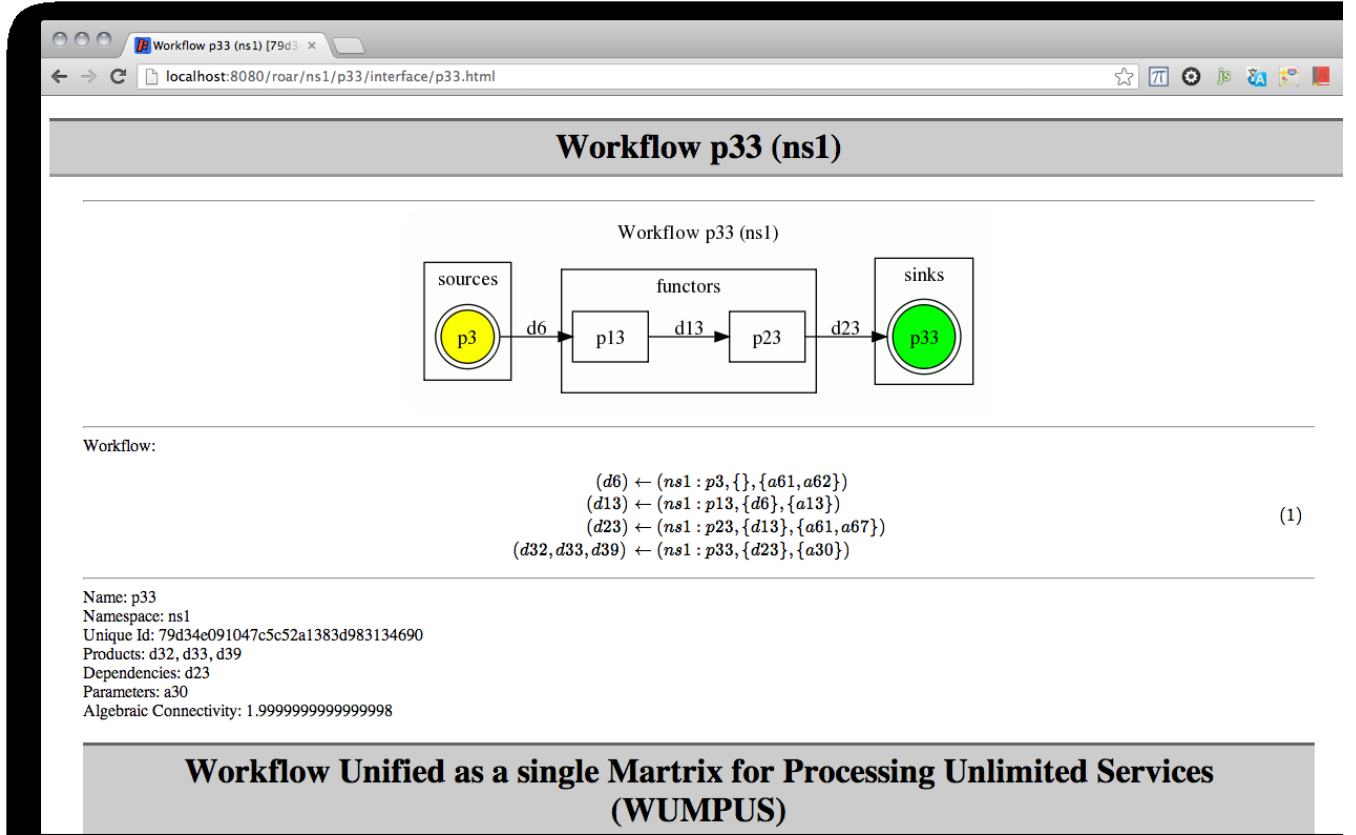 Workflow p33 (ns1) [79d3
localhost:8080/roar/ns1/p33/interface/p33.html
Workflow p33 (ns1)
Workflow p33 (ns1)
sources
functors
sinks
p3
d6
p13
d13
p23
d23
p33
Workflow:
(d6) ← (ns1 : p3, {}, {a61, a62})
(d13) ← (ns1 : p13, {d6}, {a13})
(d23) ← (ns1 : p23, {d13}, {a61, a67})
(d32, d33, d39) ← (ns1 : p33, {d23}, {a30})
(1)
Name: p33
Namespace: ns1
Unique Id: 79d34e091047c5c52a1383d983134690
Products: d32, d33, d39
Dependencies: d23
Parameters: a30
Algebraic Connectivity: 1.9999999999999998
Workflow Unified as a single Martrix for Processing Unlimited Services
(WUMPUS)